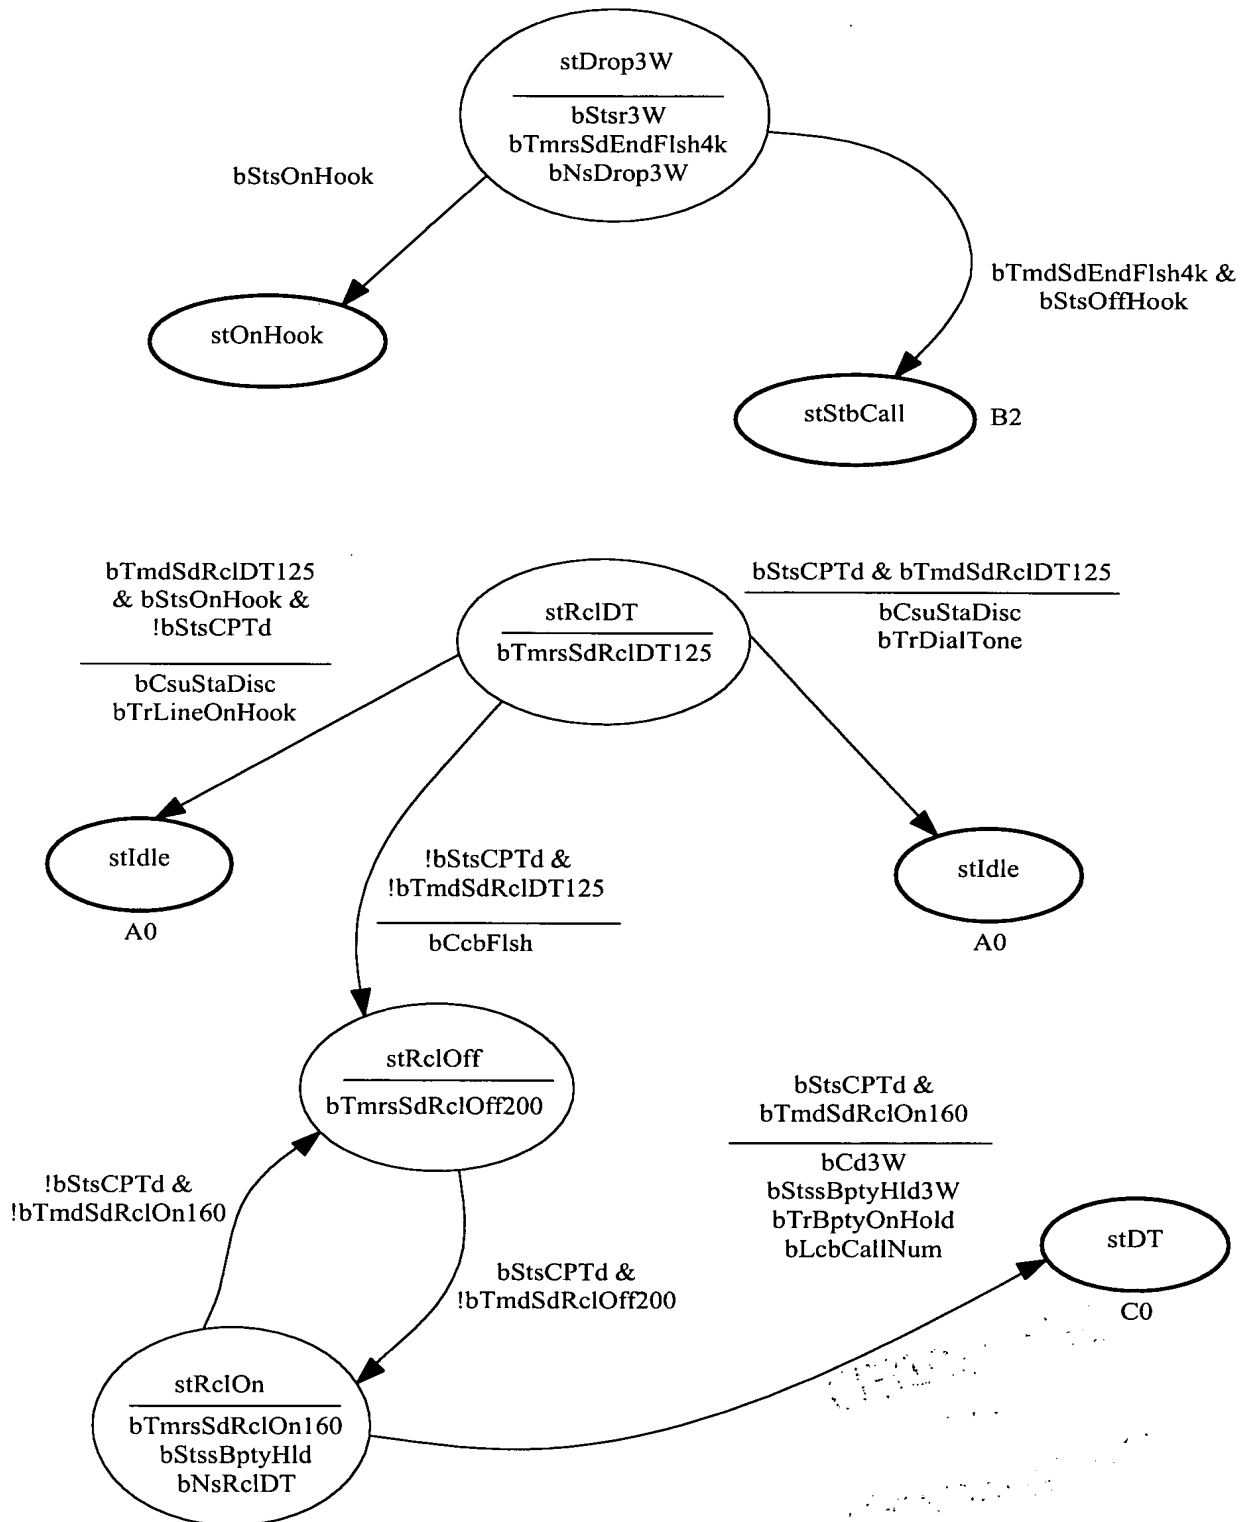 stDrop3W
bStsr3W
bTmrsSdEndFlsh4k
bNsDrop3W
bStsOnHook
bTmdSdEndFlsh4k &
bStsOffHook
stOnHook
stStbCall
B2
bTmdSdRclDT125
& bStsOnHook &
!bStsCPTd
bCsuStaDisc
bTrLineOnHook
stRclDT
bTmrsSdRclDT125
bStsCPTd & bTmdSdRclDT125
bCsuStaDisc
bTrDialTone
stIdle
A0
!bStsCPTd &
!bTmdSdRclDT125
bCcbFlsh
stIdle
A0
stRclOff
bTmrsSdRclOff200
bStsCPTd &
bTmdSdRclOn160
bCd3W
bStssBptyHld3W
bTrBptyOnHold
bLcbCallNum
!bStsCPTd &
!bTmdSdRclOn160
bStsCPTd &
!bTmdSdRclOff200
stDT
C0
stRclOn
bTmrsSdRclOn160
bStssBptyHld
bNsRclDT